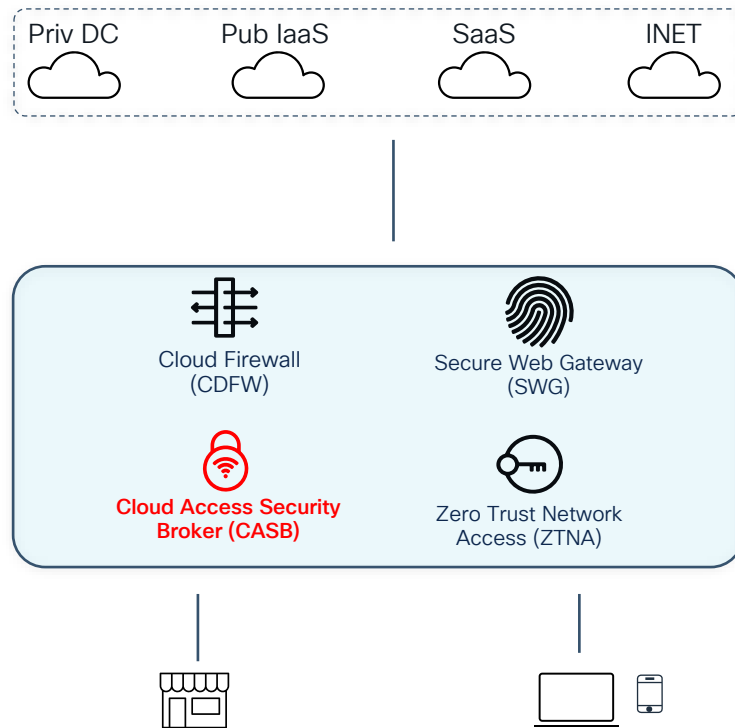 Priv DC
Pub IaaS
SaaS
INET
Cloud Firewall
(CDFW)
Secure Web Gateway
(SWG)
Cloud Access Security
Broker (CASB)
Zero Trust Network
Access (ZTNA)